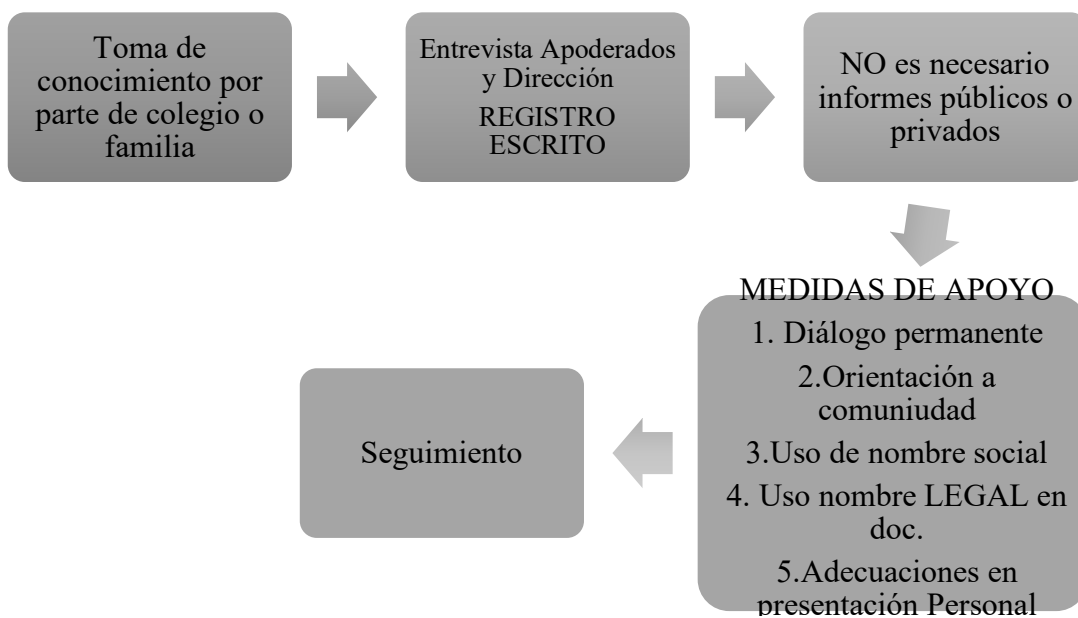 Toma de
conocimiento por
parte de colegio o
familia
Entrevista Apoderados
y Dirección
REGISTRO
ESCRITO
NO es necesario
informes públicos o
privados
MEDIDAS DE APOYO
1. Diálogo permanente
2.Orientación a
comuniudad
3.Uso de nombre social
4. Uso nombre LEGAL en
doc.
5.Adecuaciones en
presentación Personal
Seguimiento